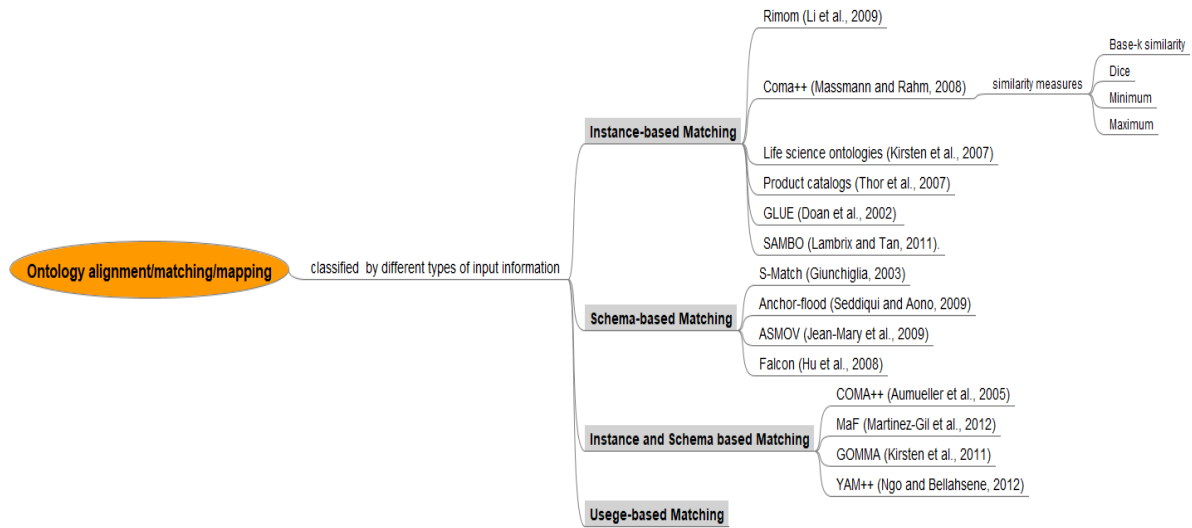 Ontology alignment/matching/mapping
classified by different types of input information
Instance-based Matching
Rimom (Li et al., 2009)
Coma++ (Massmann and Rahm, 2008)
similarity measures
Base-k similarity
Dice
Minimum
Maximum
Life science ontologies (Kirsten et al., 2007)
Product catalogs (Thor et al., 2007)
GLUE (Doan et al., 2002)
SAMBO (Lambrix and Tan, 2011).
Schema-based Matching
S-Match (Giunchiglia, 2003)
Anchor-flood (Seddiqui and Aono, 2009)
ASMOV (Jean-Mary et al., 2009)
Falcon (Hu et al., 2008)
Instance and Schema based Matching
COMA++ (Aumueller et al., 2005)
MaF (Martinez-Gil et al., 2012)
GOMMA (Kirsten et al., 2011)
YAM++ (Ngo and Bellahsene, 2012)
Usege-based Matching